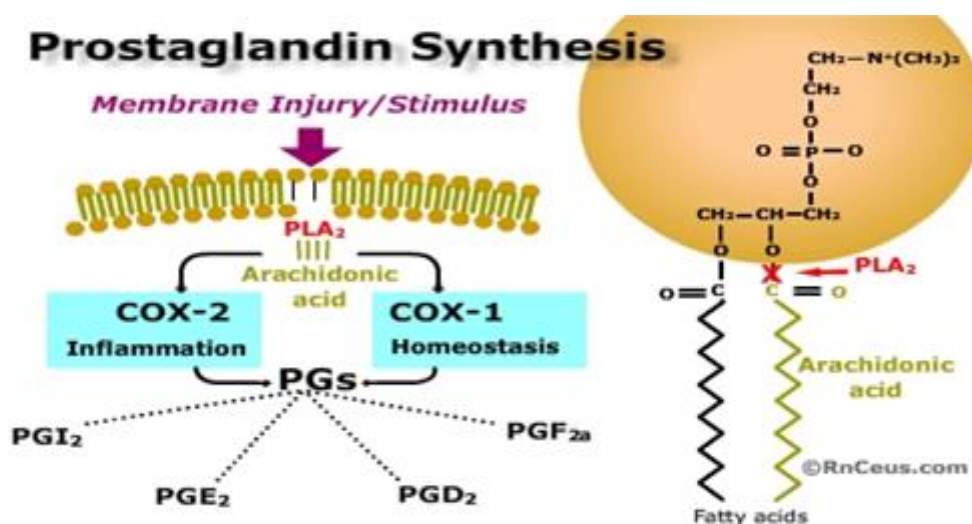 Prostaglandin Synthesis
Membrane Injury/Stimulus
PLA₂
Arachidonic
acid
COX-2
Inflammation
COX-1
Homeostasis
PGs
PGI₂
PGE₂
PGD₂
PGF₂a
CH₂—N⁺(CH₃)₃
CH₂
O
O=P—O
O
CH₂—CH—CH₂
O O
X PLA₂
O=C C=O
Arachidonic
acid
©RnCeus.com
Fatty acids